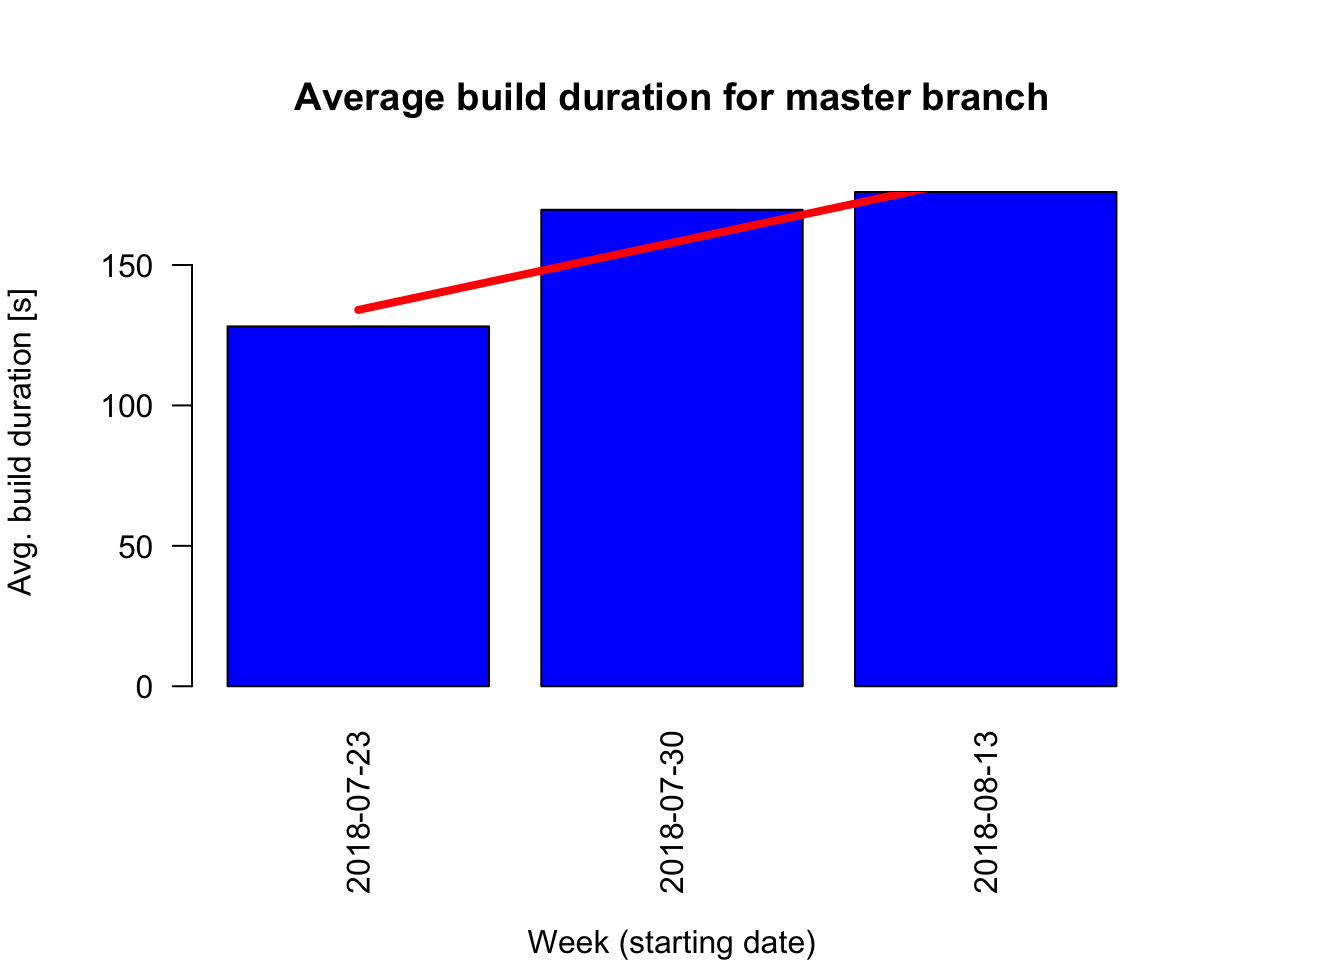 Average build duration for master branch
Avg. build duration [s]
150
100
50
0
2018-07-23
2018-07-30
2018-08-13
Week (starting date)